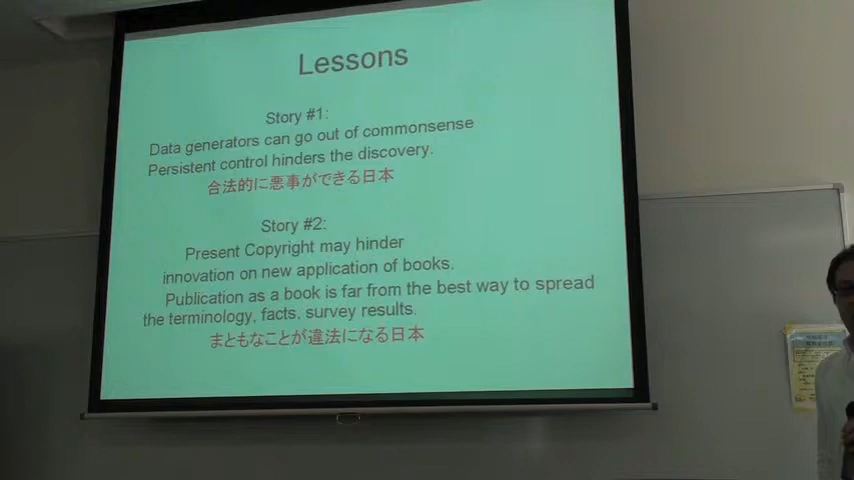 Lessons
Story #1:
Data generators can go out of commonsense
Persistent control hinders the discovery.
合法的に悪事ができる日本
Story #2:
Present Copyright may hinder
innovation on new application of books.
Publication as a book is far from the best way to spread
the terminology, facts, survey results.
まともなことが違法になる日本